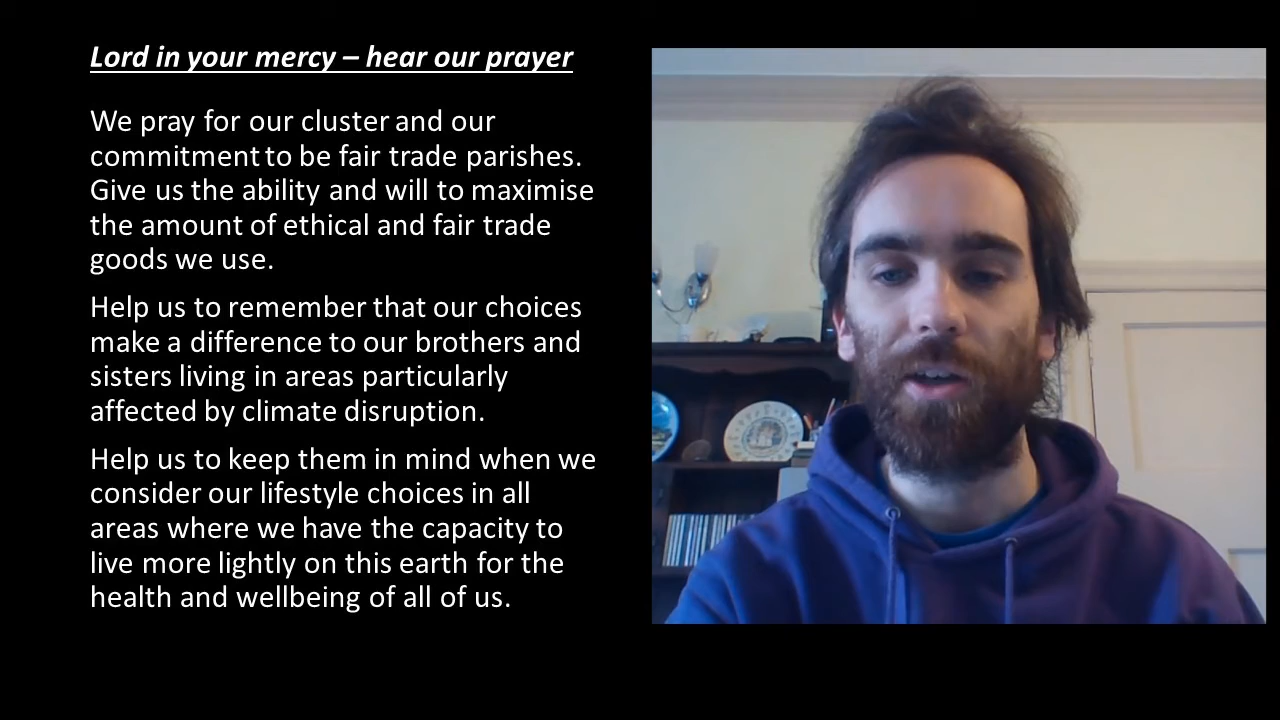 Lord in your mercy – hear our prayer
We pray for our cluster and our
commitment to be fair trade parishes.
Give us the ability and will to maximise
the amount of ethical and fair trade
goods we use.
Help us to remember that our choices
make a difference to our brothers and
sisters living in areas particularly
affected by climate disruption.
Help us to keep them in mind when we
consider our lifestyle choices in all
areas where we have the capacity to
live more lightly on this earth for the
health and wellbeing of all of us.